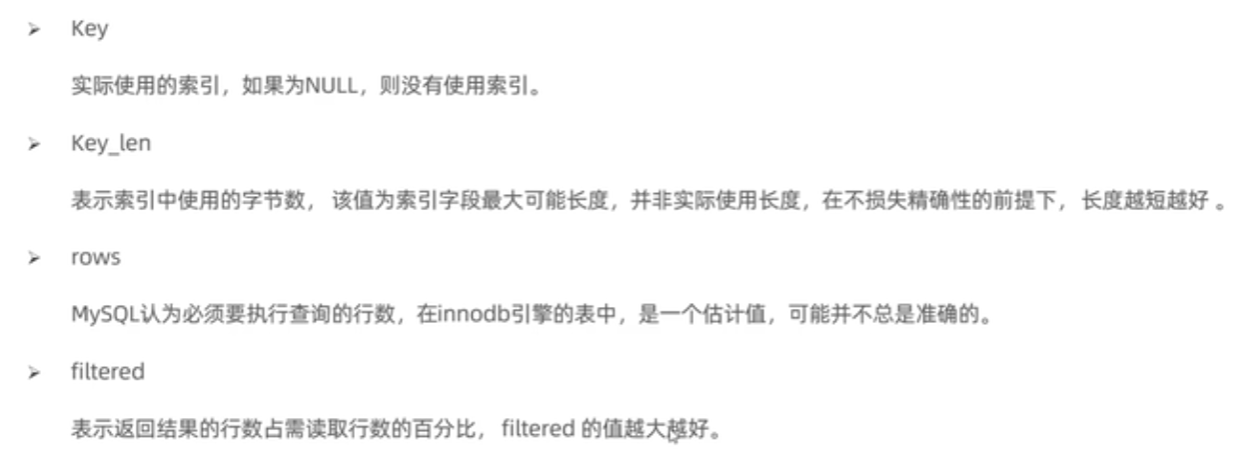 ➢ Key
实际使用的索引，如果为NULL，则没有使用索引。
➢ Key_len
表示索引中使用的字节数， 该值为索引字段最大可能长度，并非实际使用长度，在不损失精确性的前提下， 长度越短越好 。
➢ rows
MySQL认为必须要执行查询的行数，在innodb引擎的表中，是一个估计值，可能并不总是准确的。
➢ filtered
表示返回结果的行数占需读取行数的百分比， filtered 的值越大越好。